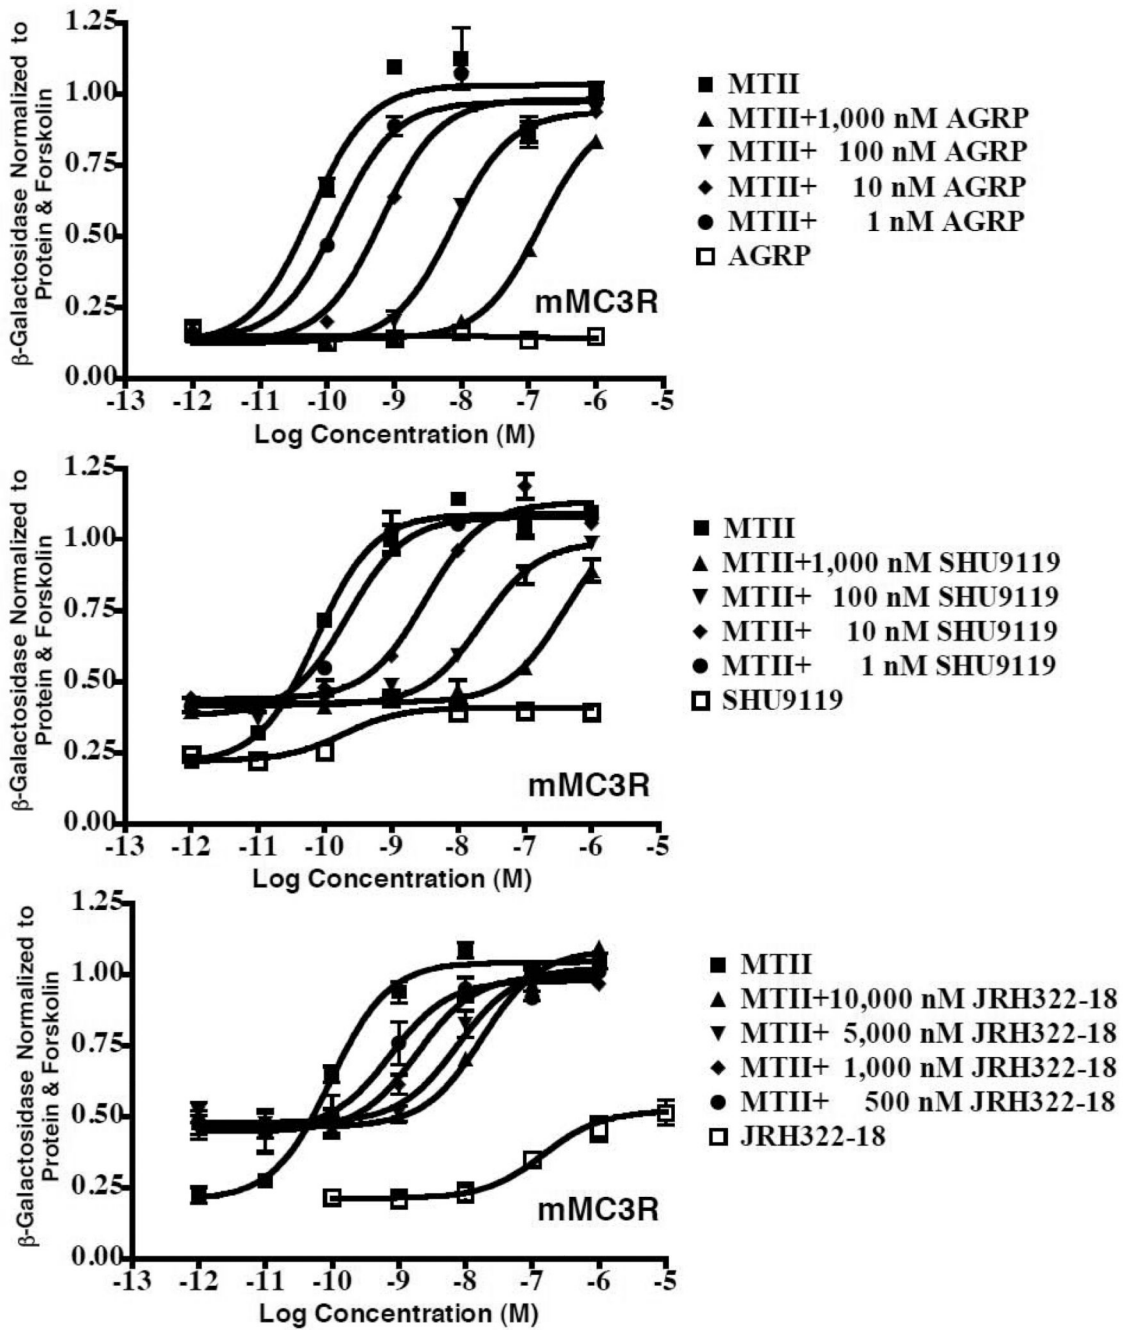 β-Galactosidase Normalized to
Protein & Forskolin
1.25
1.00
0.75
0.50
0.25
0.00
-13 -12 -11 -10 -9 -8 -7 -6 -5
Log Concentration (M)
mMC3R
MTII
MTII+1,000 nM AGRP
MTII+ 100 nM AGRP
MTII+ 10 nM AGRP
MTII+ 1 nM AGRP
AGRP
β-Galactosidase Normalized to
Protein & Forskolin
1.25
1.00
0.75
0.50
0.25
0.00
-13 -12 -11 -10 -9 -8 -7 -6 -5
Log Concentration (M)
mMC3R
MTII
MTII+1,000 nM SHU9119
MTII+ 100 nM SHU9119
MTII+ 10 nM SHU9119
MTII+ 1 nM SHU9119
SHU9119
β-Galactosidase Normalized to
Protein & Forskolin
1.25
1.00
0.75
0.50
0.25
0.00
-12 -11 -10 -9 -8 -7 -6 -5
Log Concentration (M)
mMC3R
MTII
MTII+10,000 nM JRH322-18
MTII+ 5,000 nM JRH322-18
MTII+ 1,000 nM JRH322-18
MTII+ 500 nM JRH322-18
JRH322-18